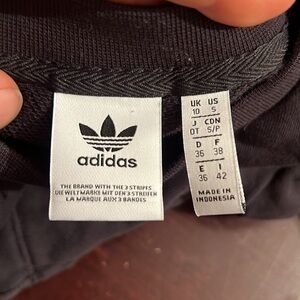 adidas
THE BRAND WITH THE 3 STRIPES
DIE WELTMARKE MIT DEN 3 STREIFEN
LA MARQUE AUX 3 BANDES
UK US
10 S
J CDN
OT S/P
D F
36 38
E I
36 42
MADE IN
INDONESIA